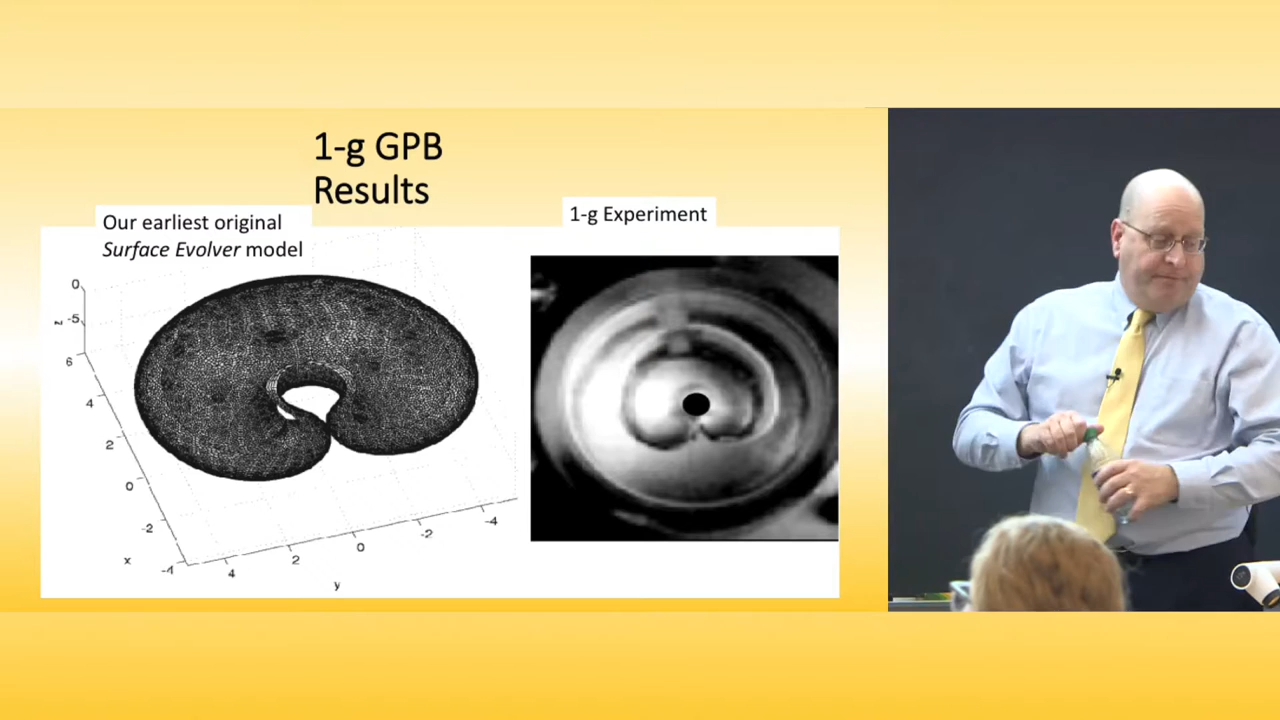 1-g GPB
Results
Our earliest original
Surface Evolver model
1-g Experiment
0
-5
z
6
4
2
0
-2
-4
x
4
2
0
-2
-4
y